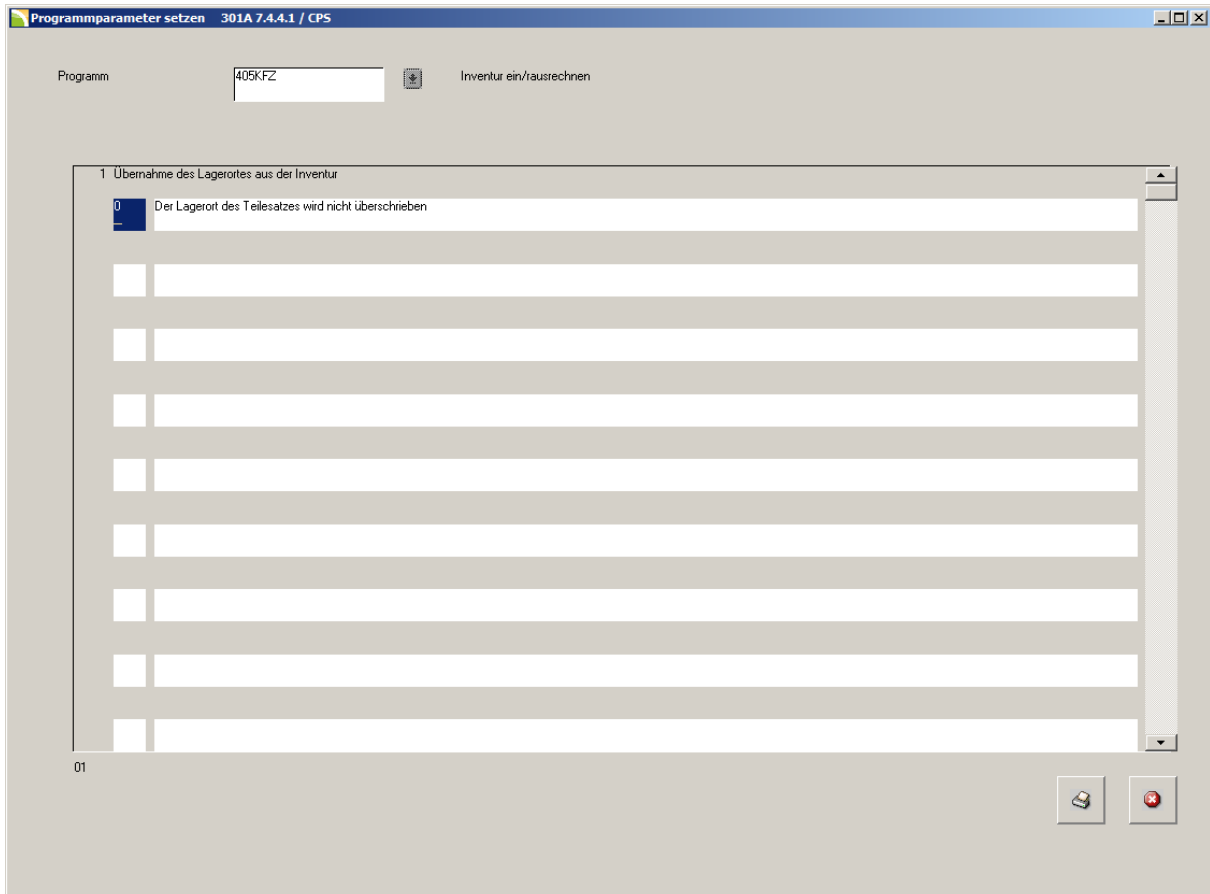 Programmparameter setzen 301A 7.4.4.1 / CPS
Programm 405KFZ Inventur ein/rausrechnen
1 Übernahme des Lagerortes aus der Inventur
0 Der Lagerort des Teilesatzes wird nicht überschrieben
01